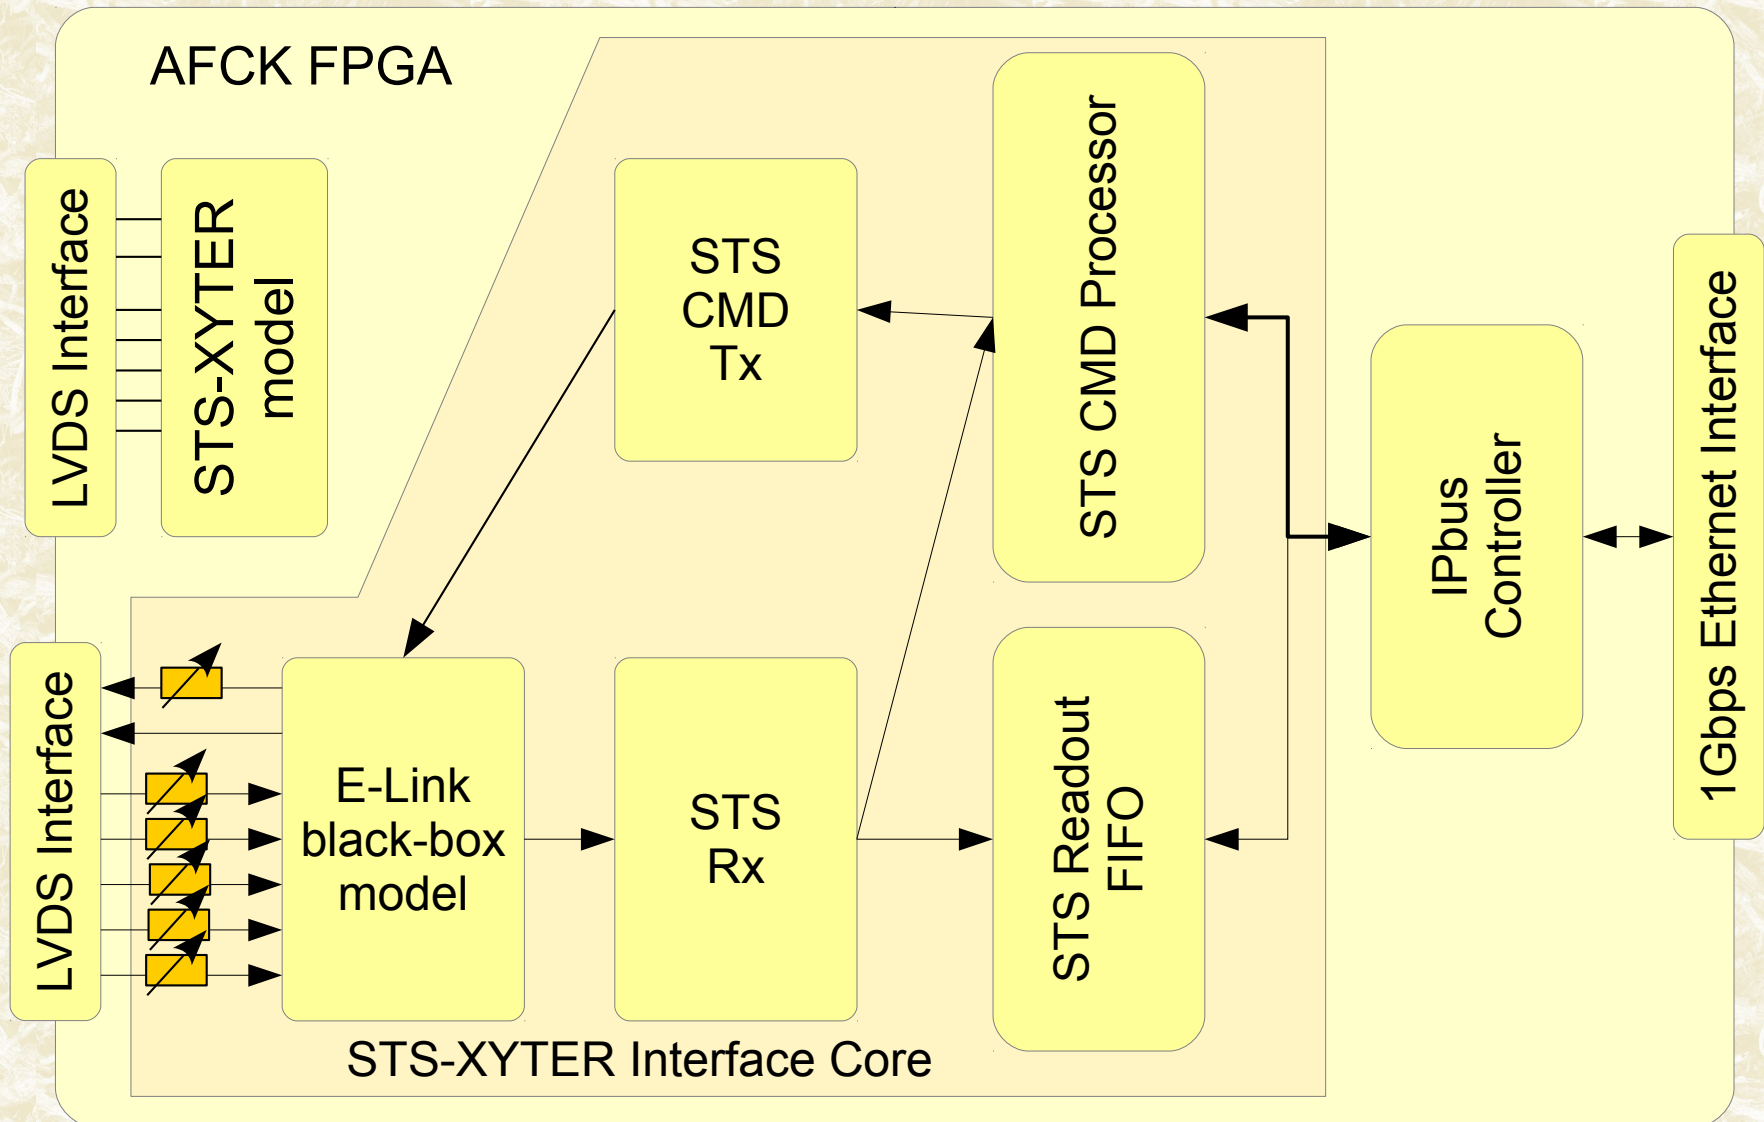 AFCK FPGA
LVDS Interface
STS-XYTER
model
STS
CMD
Tx
STS CMD Processor
IPbus
Controller
1Gbps Ethernet Interface
LVDS Interface
E-Link
black-box
model
STS
Rx
STS Readout
FIFO
STS-XYTER Interface Core